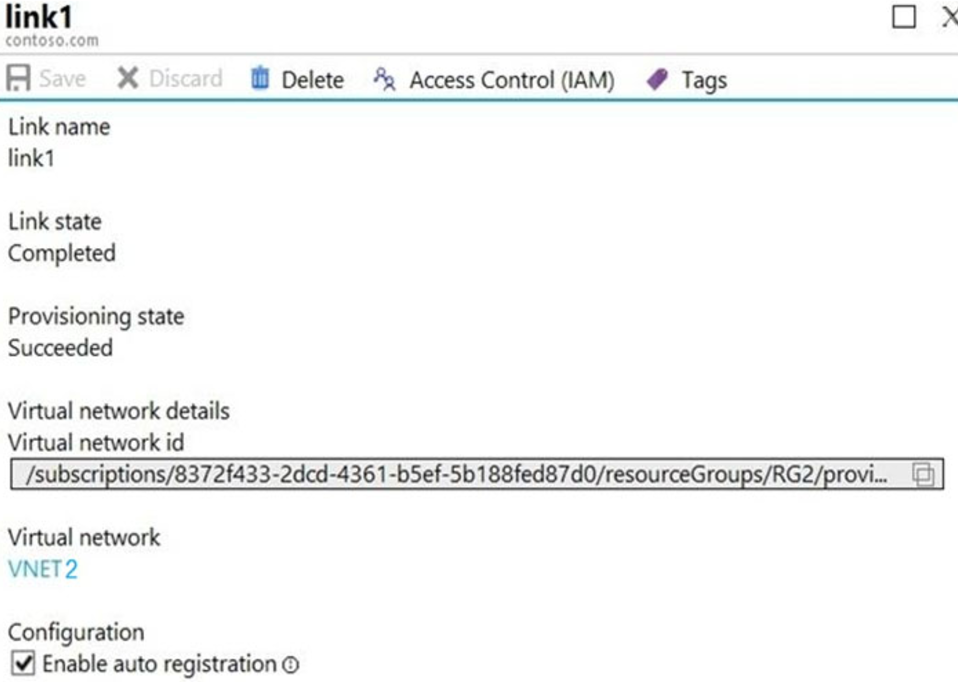 link1
contoso.com
Save Discard Delete Access Control (IAM) Tags
Link name
link1
Link state
Completed
Provisioning state
Succeeded
Virtual network details
Virtual network id
/subscriptions/8372f433-2dcd-4361-b5ef-5b188fed87d0/resourceGroups/RG2/provi...
Virtual network
VNET2
Configuration
Enable auto registration